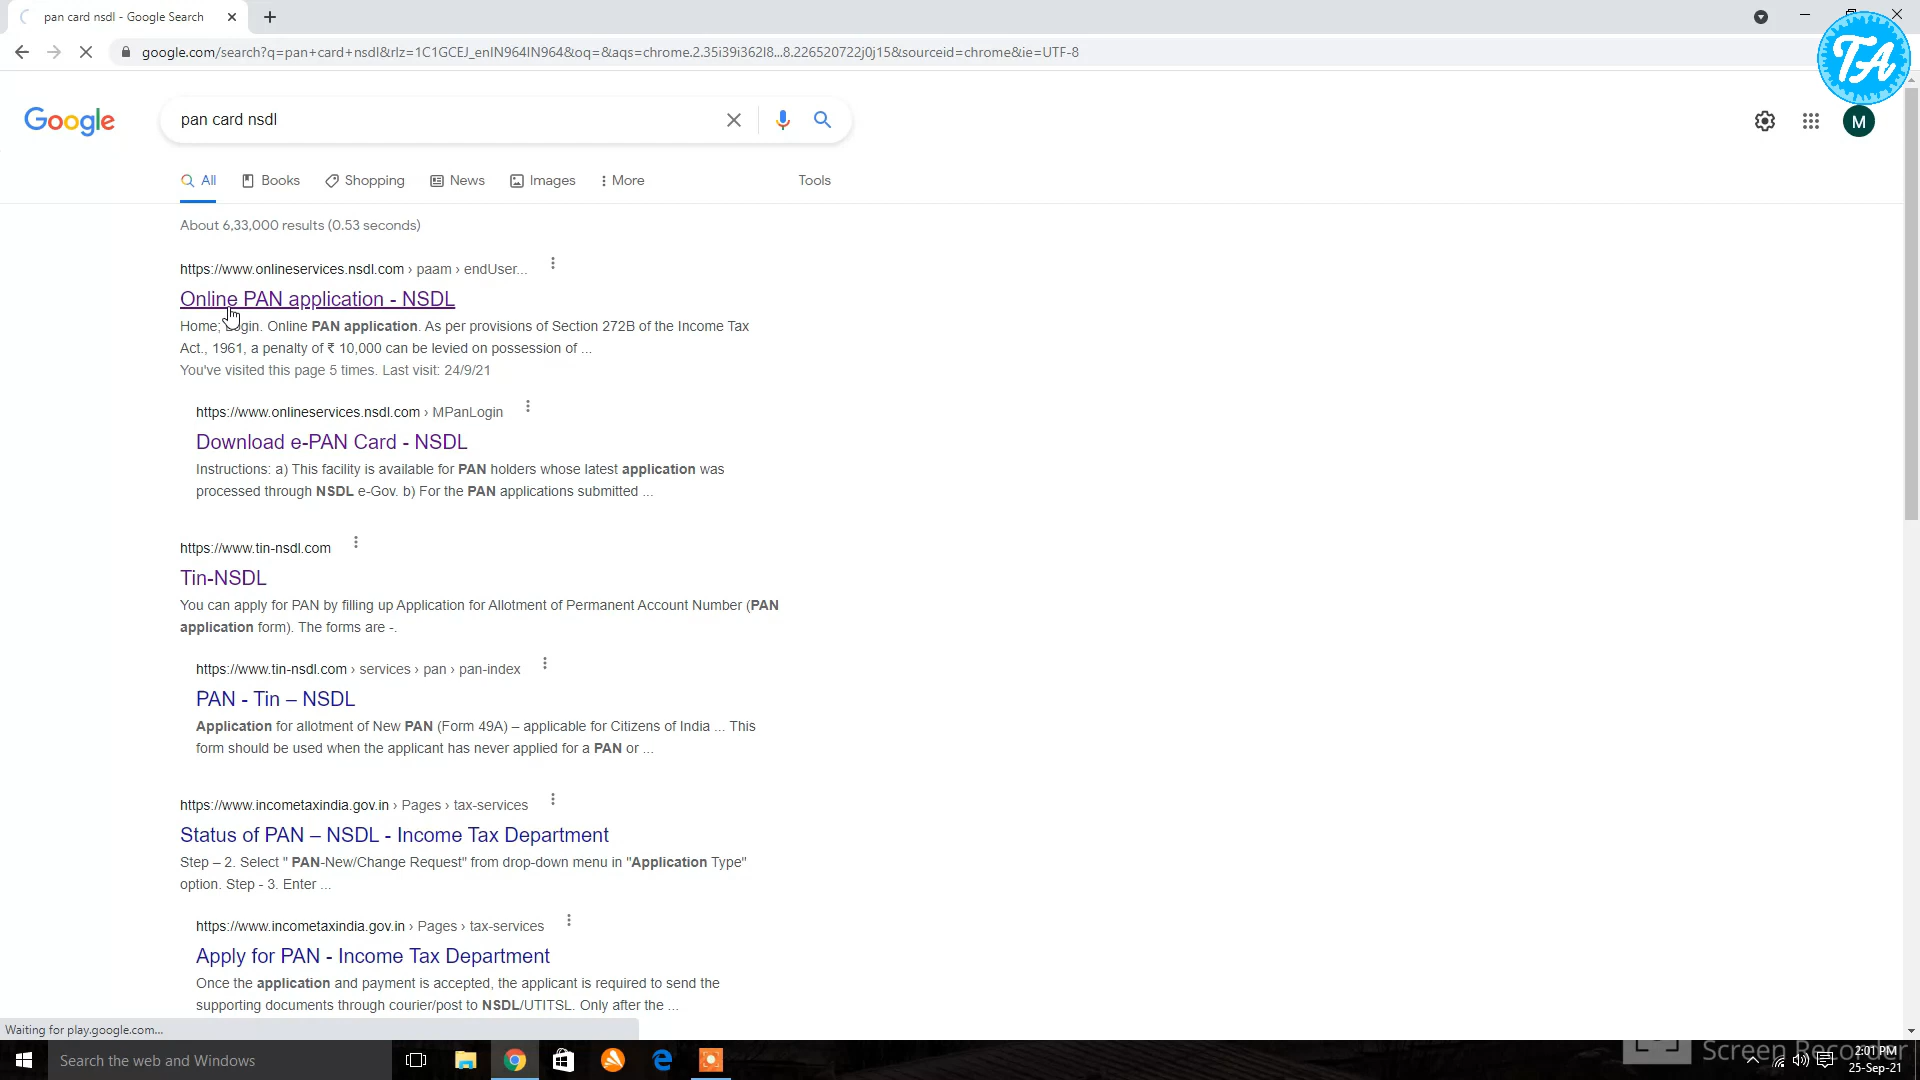 pan card nsdl - Google Search
google.com/search?q=pan+card+nsdl&rlz=1C1GCEJ_enIN964IN964&oq=&aqs=chrome.2.35i39i362l8...8.226520722j0j15&sourceid=chrome&ie=UTF-8
TA
Google
pan card nsdl
M
All Books Shopping News Images More Tools
About 6,33,000 results (0.53 seconds)
https://www.onlineservices.nsdl.com › paam › endUser...
Online PAN application - NSDL
Home; Login. Online PAN application. As per provisions of Section 272B of the Income Tax
Act., 1961, a penalty of ₹ 10,000 can be levied on possession of ...
You've visited this page 5 times. Last visit: 24/9/21
https://www.onlineservices.nsdl.com › MPanLogin
Download e-PAN Card - NSDL
Instructions: a) This facility is available for PAN holders whose latest application was
processed through NSDL e-Gov. b) For the PAN applications submitted ...
https://www.tin-nsdl.com
Tin-NSDL
You can apply for PAN by filling up Application for Allotment of Permanent Account Number (PAN
application form). The forms are -.
https://www.tin-nsdl.com › services › pan › pan-index
PAN - Tin – NSDL
Application for allotment of New PAN (Form 49A) – applicable for Citizens of India ... This
form should be used when the applicant has never applied for a PAN or ...
https://www.incometaxindia.gov.in › Pages › tax-services
Status of PAN – NSDL - Income Tax Department
Step – 2. Select " PAN-New/Change Request" from drop-down menu in "Application Type"
option. Step - 3. Enter ...
https://www.incometaxindia.gov.in › Pages › tax-services
Apply for PAN - Income Tax Department
Once the application and payment is accepted, the applicant is required to send the
supporting documents through courier/post to NSDL/UTITSL. Only after the ...
Waiting for play.google.com...
Search the web and Windows
Screen Recorder
2:01 PM
25-Sep-21